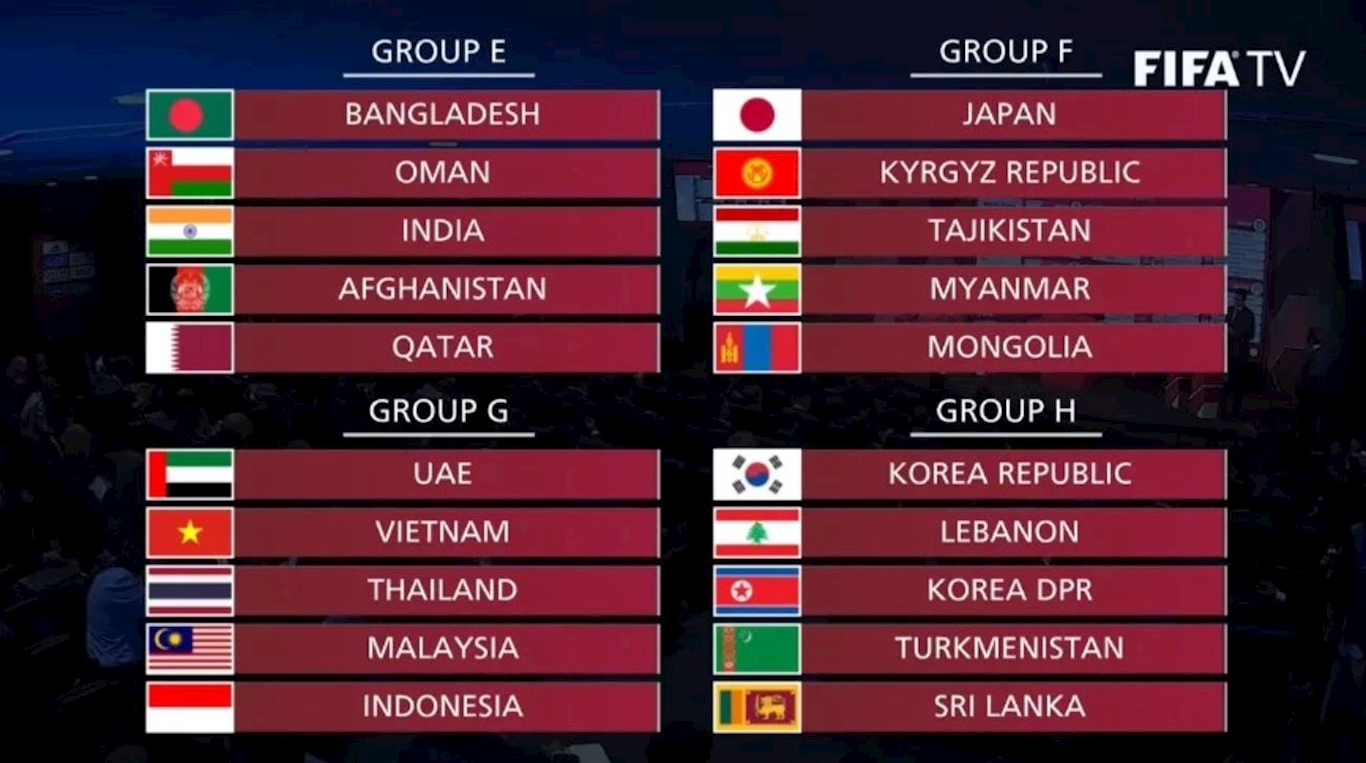 GROUP E
BANGLADESH
OMAN
INDIA
AFGHANISTAN
QATAR
GROUP F
JAPAN
KYRGYZ REPUBLIC
TAJIKISTAN
MYANMAR
MONGOLIA
FIFA TV
GROUP G
UAE
VIETNAM
THAILAND
MALAYSIA
INDONESIA
GROUP H
KOREA REPUBLIC
LEBANON
KOREA DPR
TURKMENISTAN
SRI LANKA